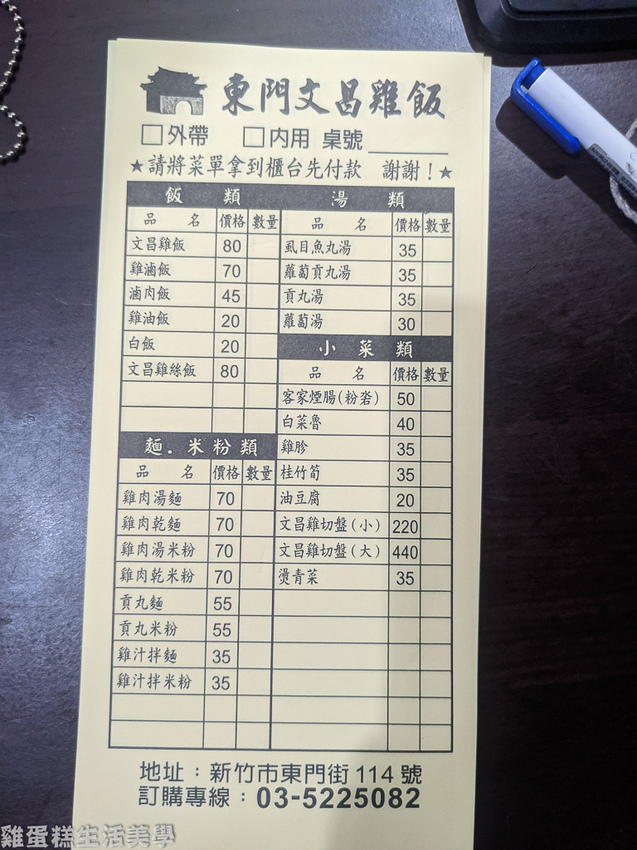 東門文昌雞飯
□外帶 □內用 桌號
★請將菜單拿到櫃台先付款 謝謝！★
飯類
品名 價格 數量
文昌雞飯 80
雞滷飯 70
滷肉飯 45
雞油飯 20
白飯 20
文昌雞絲飯 80
麵.米粉類
品名 價格 數量
雞肉湯麵 70
雞肉乾麵 70
雞肉湯米粉 70
雞肉乾米粉 70
貢丸麵 55
貢丸米粉 55
雞汁拌麵 35
雞汁拌米粉 35
湯類
品名 價格 數量
虱目魚丸湯 35
蘿蔔貢丸湯 35
貢丸湯 35
蘿蔔湯 30
小菜類
品名 價格 數量
客家煙腸(粉砻) 50
白菜魯 40
雞胗 35
桂竹筍 35
油豆腐 20
文昌雞切盤(小) 220
文昌雞切盤(大) 440
燙青菜 35
地址：新竹市東門街114號
訂購專線：03-5225082
雞蛋糕生活美學